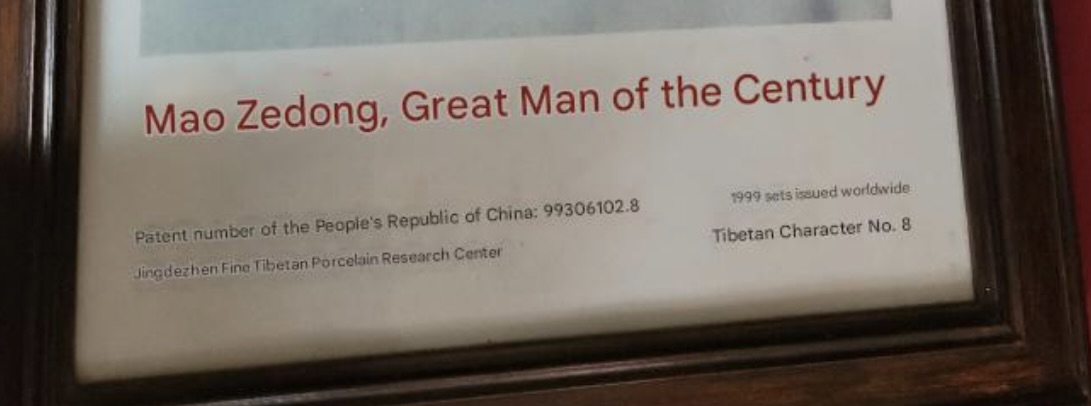 Mao Zedong, Great Man of the Century
1999 sets issued worldwide
Patent number of the People's Republic of China: 99306102.8
Tibetan Character No. 8
Jingdezhen Fine Tibetan Porcelain Research Center